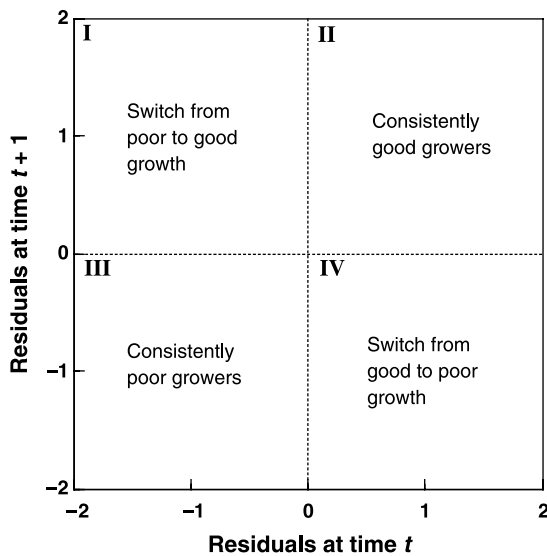 2
I
II
Switch from
poor to good
growth
Consistently
good growers
1
Residuals at time t + 1
0
III
IV
Consistently
poor growers
Switch from
good to poor
growth
−1
−2
−2
−1
0
1
2
Residuals at time t